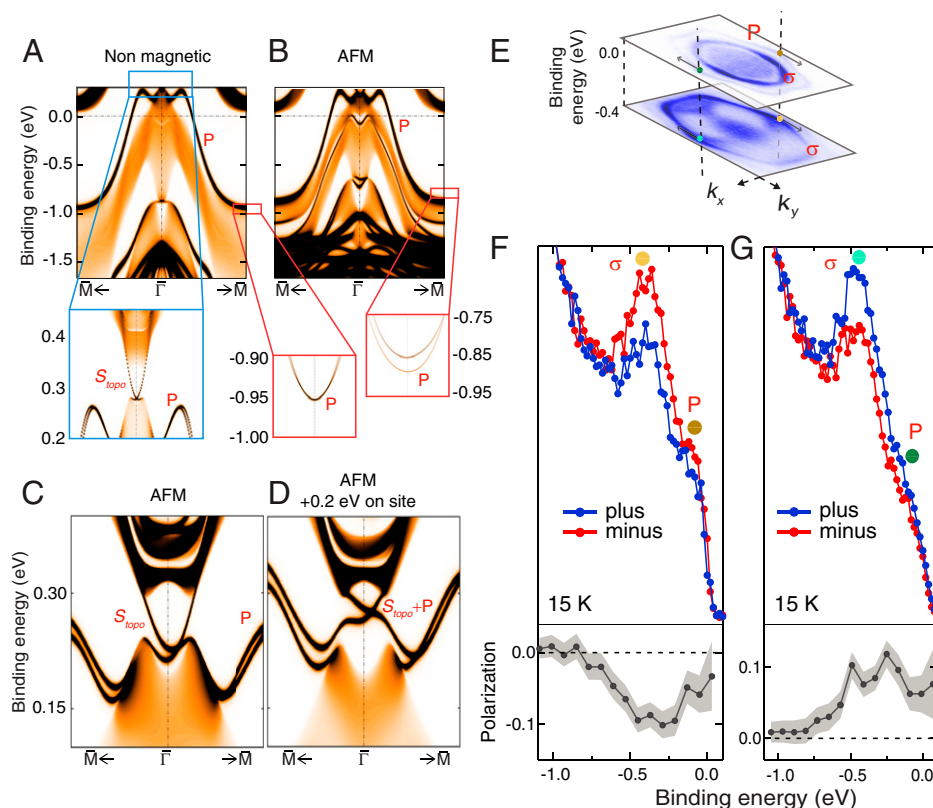 A
Non magnetic
B
AFM
0.0
-0.5
-1.0
-1.5
Binding energy (eV)
P
P
M̄← Γ̄ →M̄
M̄← Γ̄ →M̄
0.4
0.3
0.2
S_topo
P
-0.90
-0.95
-1.00
P
-0.75
-0.85
-0.95
P
C
AFM
D
AFM
+0.2 eV on site
Binding energy (eV)
0.30
0.15
S_topo
P
S_topo+P
M̄← Γ̄ →M̄
M̄← Γ̄ →M̄
E
Binding
energy (eV)
0.0
-0.4
P
σ
σ
k_x
k_y
F
σ
P
plus
minus
15 K
G
σ
P
plus
minus
15 K
Polarization
0.0
-0.1
0.1
0.0
-1.0 -0.5 0.0
-1.0 -0.5 0.0
Binding energy (eV)